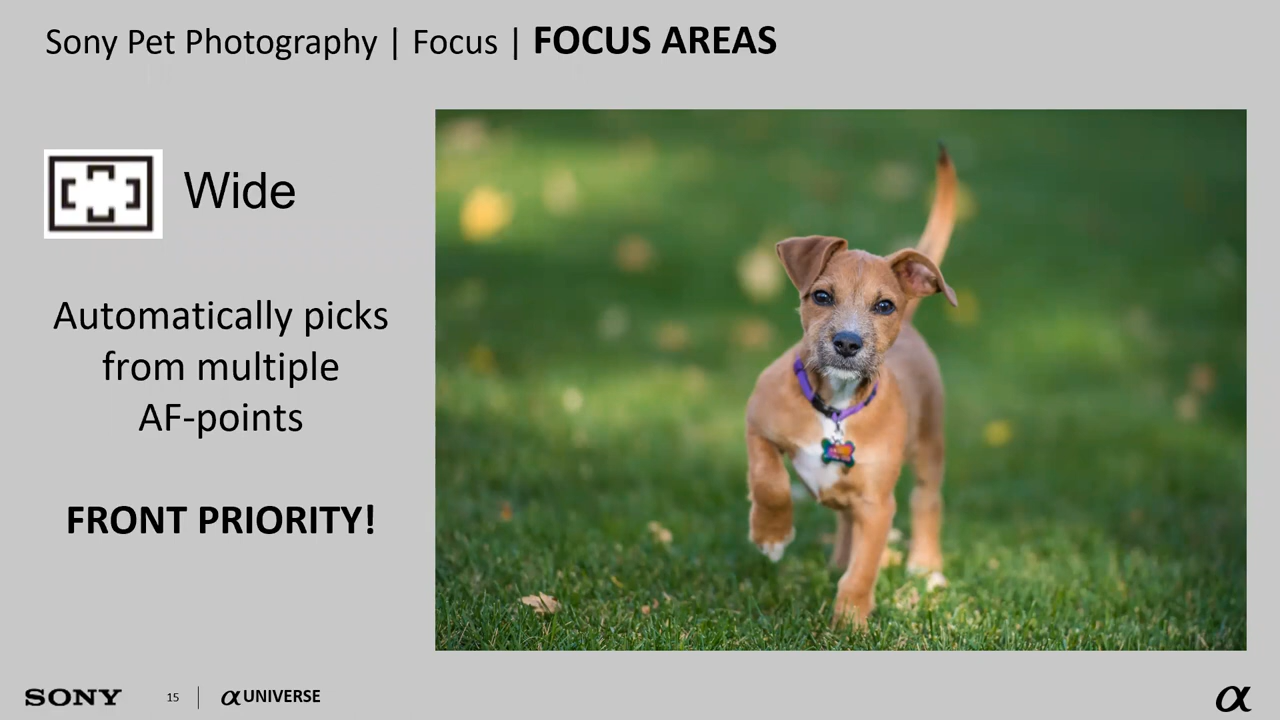 Sony Pet Photography | Focus | FOCUS AREAS
Wide
Automatically picks
from multiple
AF-points
FRONT PRIORITY!
SONY 15 | α UNIVERSE α